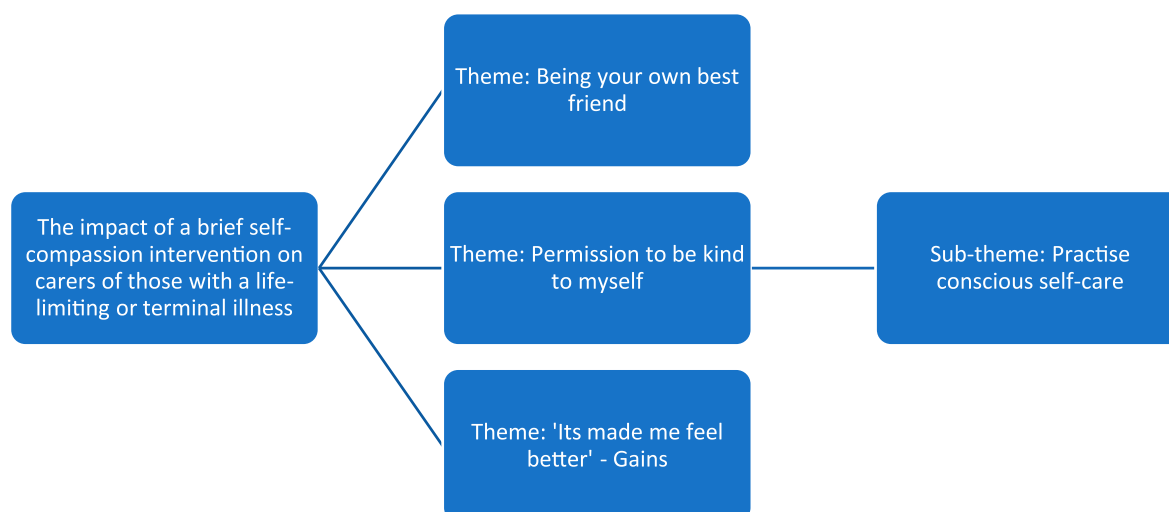 Theme: Being your own best
friend
The impact of a brief self-
compassion intervention on
carers of those with a life-
limiting or terminal illness
Theme: Permission to be kind
to myself
Sub-theme: Practise
conscious self-care
Theme: 'Its made me feel
better' - Gains